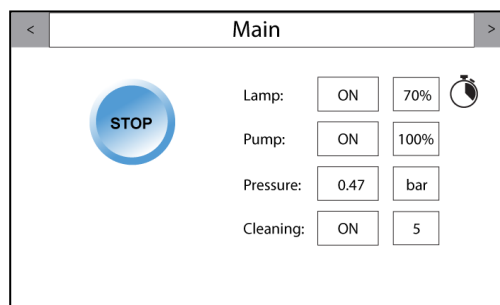 < Main >
STOP
Lamp: ON 70%
Pump: ON 100%
Pressure: 0.47 bar
Cleaning: ON 5